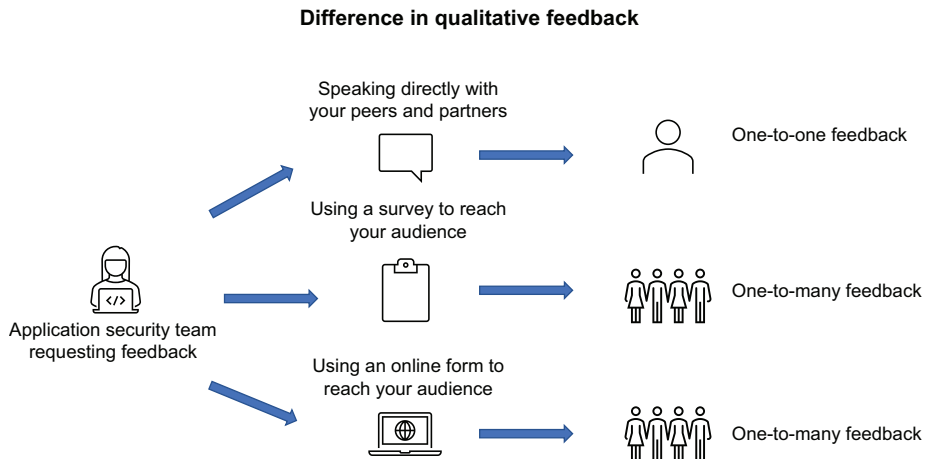 Difference in qualitative feedback
Speaking directly with
your peers and partners
One-to-one feedback
Using a survey to reach
your audience
</>
Application security team
requesting feedback
One-to-many feedback
Using an online form to
reach your audience
One-to-many feedback